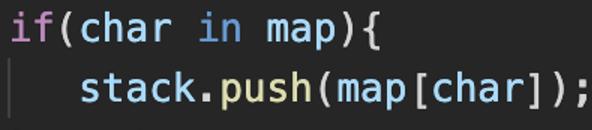 if(char in map){
    stack.push(map[char]);